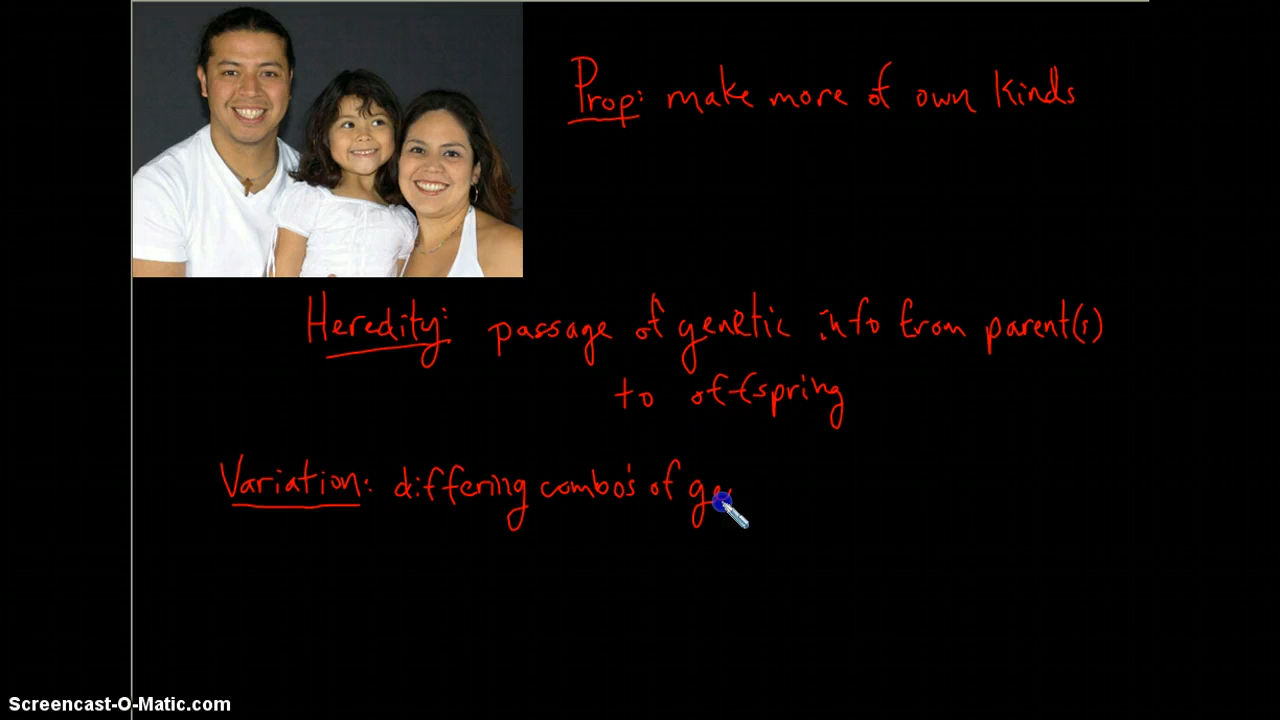 Prop: make more of own kinds
Heredity: passage of genetic info from parent(s)
to offspring
Variation: differing combo's of ge
Screencast-O-Matic.com